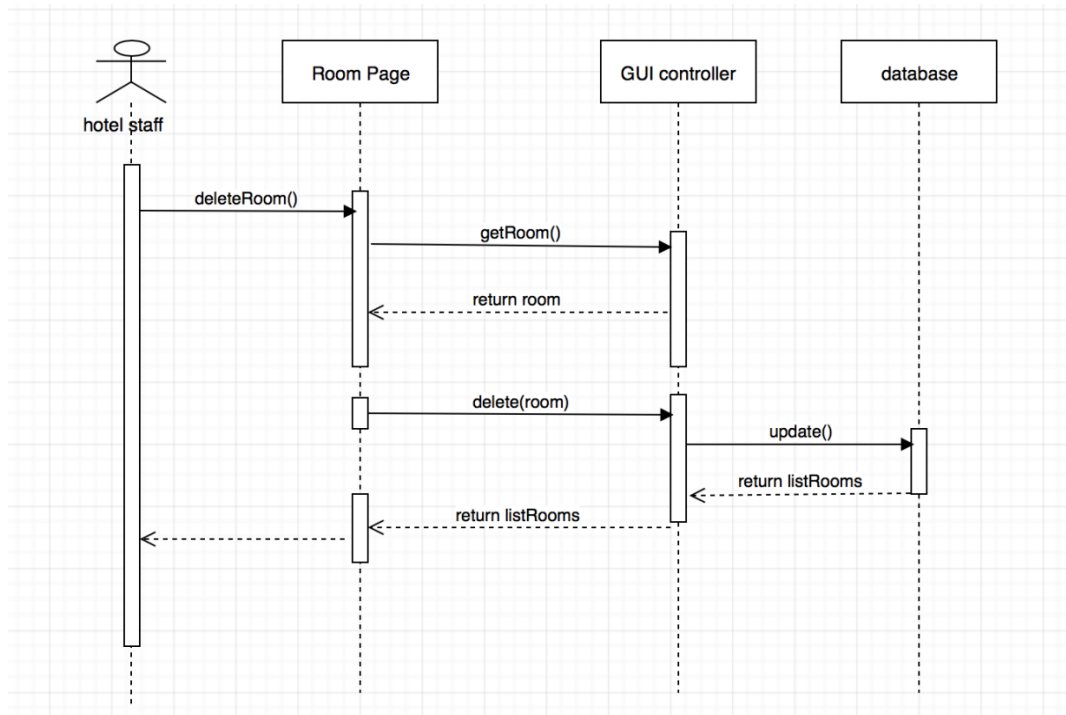 Room Page
GUI controller
database
hotel staff
deleteRoom()
getRoom()
return room
delete(room)
update()
return listRooms
return listRooms